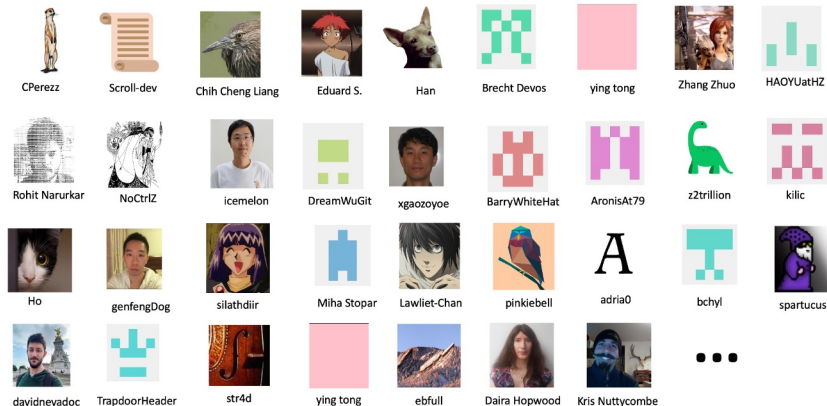 CPerezz
Scroll-dev
Chih Cheng Liang
Eduard S.
Han
Brecht Devos
ying tong
Zhang Zhuo
HAOYUatHZ
Rohit Narurkar
NoCtrlZ
icemelon
DreamWuGit
xgaozoyoe
BarryWhiteHat
AronisAt79
z2trillion
kilic
Ho
genfengDog
silathdiir
Miha Stopar
Lawliet-Chan
pinkiebell
A
adria0
bchyl
spartucus
davidnevadoc
TrapdoorHeader
str4d
ying tong
ebfull
Daira Hopwood
Kris Nuttycombe